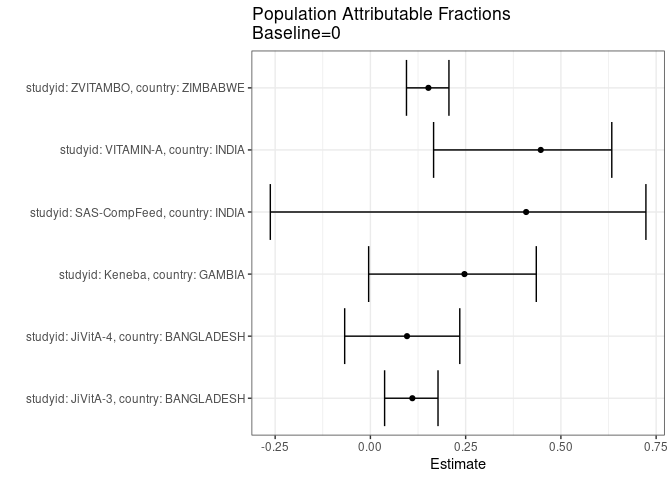 Population Attributable Fractions
Baseline=0
studyid: ZVITAMBO, country: ZIMBABWE
studyid: VITAMIN-A, country: INDIA
studyid: SAS-CompFeed, country: INDIA
studyid: Keneba, country: GAMBIA
studyid: JiVitA-4, country: BANGLADESH
studyid: JiVitA-3, country: BANGLADESH
-0.25 0.00 0.25 0.50 0.75
Estimate